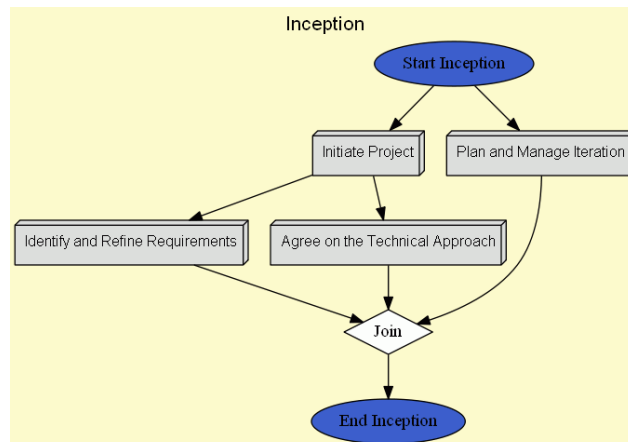 Inception
Start Inception
Initiate Project
Plan and Manage Iteration
Identify and Refine Requirements
Agree on the Technical Approach
Join
End Inception